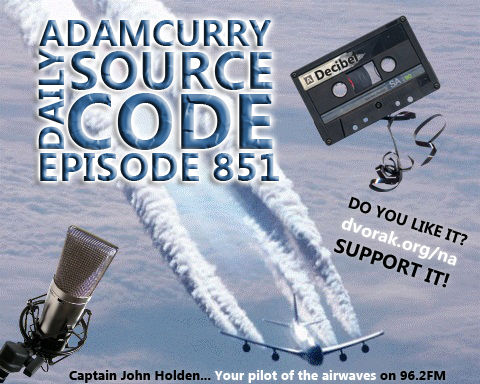 ADAMCURRY
DAILY
SOURCE
CODE
EPISODE 851
A Decibel
SA
DO YOU LIKE IT?
dvorak.org/na
SUPPORT IT!
Captain John Holden... Your pilot of the airwaves on 96.2FM